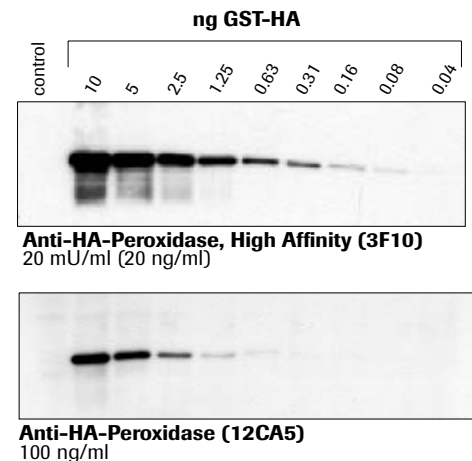 ng GST-HA
control 10 5 2.5 1.25 0.63 0.31 0.16 0.08 0.04
Anti-HA-Peroxidase, High Affinity (3F10)
20 mU/ml (20 ng/ml)
Anti-HA-Peroxidase (12CA5)
100 ng/ml